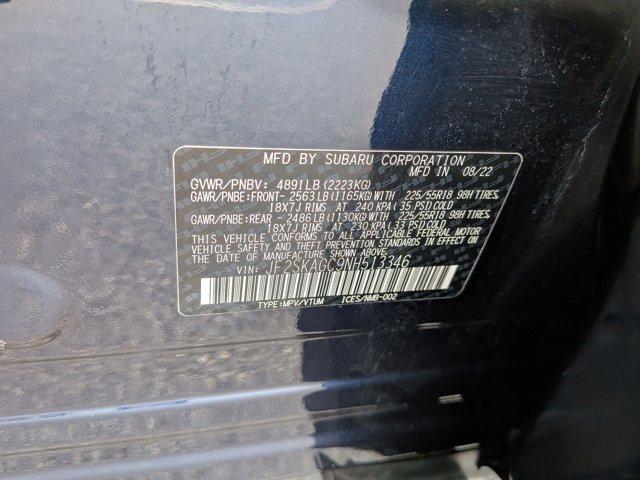 MFD BY SUBARU CORPORATION 08/22
GVWR/PNBV: 4891LB(2223KG)
GAWR/PNBE:FRONT- 2563LB(1165KG)WITH 225/55R18 98H TIRES,
18X7J RIMS AT 240 KPA(35 PSI)COLD
GAWR/PNBE:REAR -2486LB(1130KG)WITH 225/55R18 98H TIRES,
18X7J RIMS AT 230 KPA(33 PSI)COLD
THIS VEHICLE CONFORMS TO ALL APPLICABLE FEDERAL MOTOR
VEHICLE SAFETY AND THEFT PREVENTION STANDARDS IN EFFECT ON
THE DATE OF MANUFACTURE SHOWN ABOVE.
VIN: JF2SKAGC9NH513346
TYPE:MPV/VTUM ICES/NMB-002